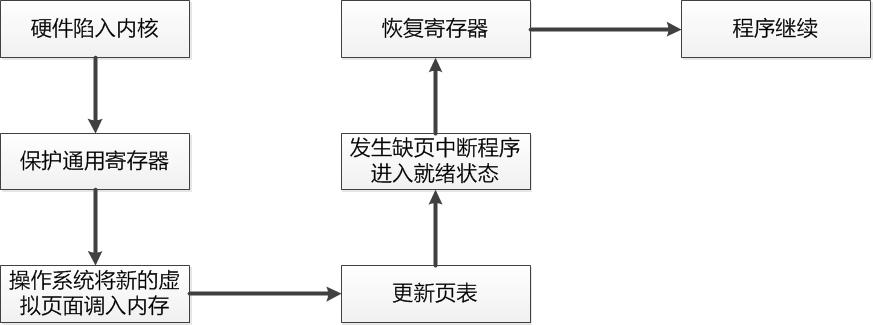 硬件陷入内核
保护通用寄存器
操作系统将新的虚
拟页面调入内存
更新页表
发生缺页中断程序
进入就绪状态
恢复寄存器
程序继续